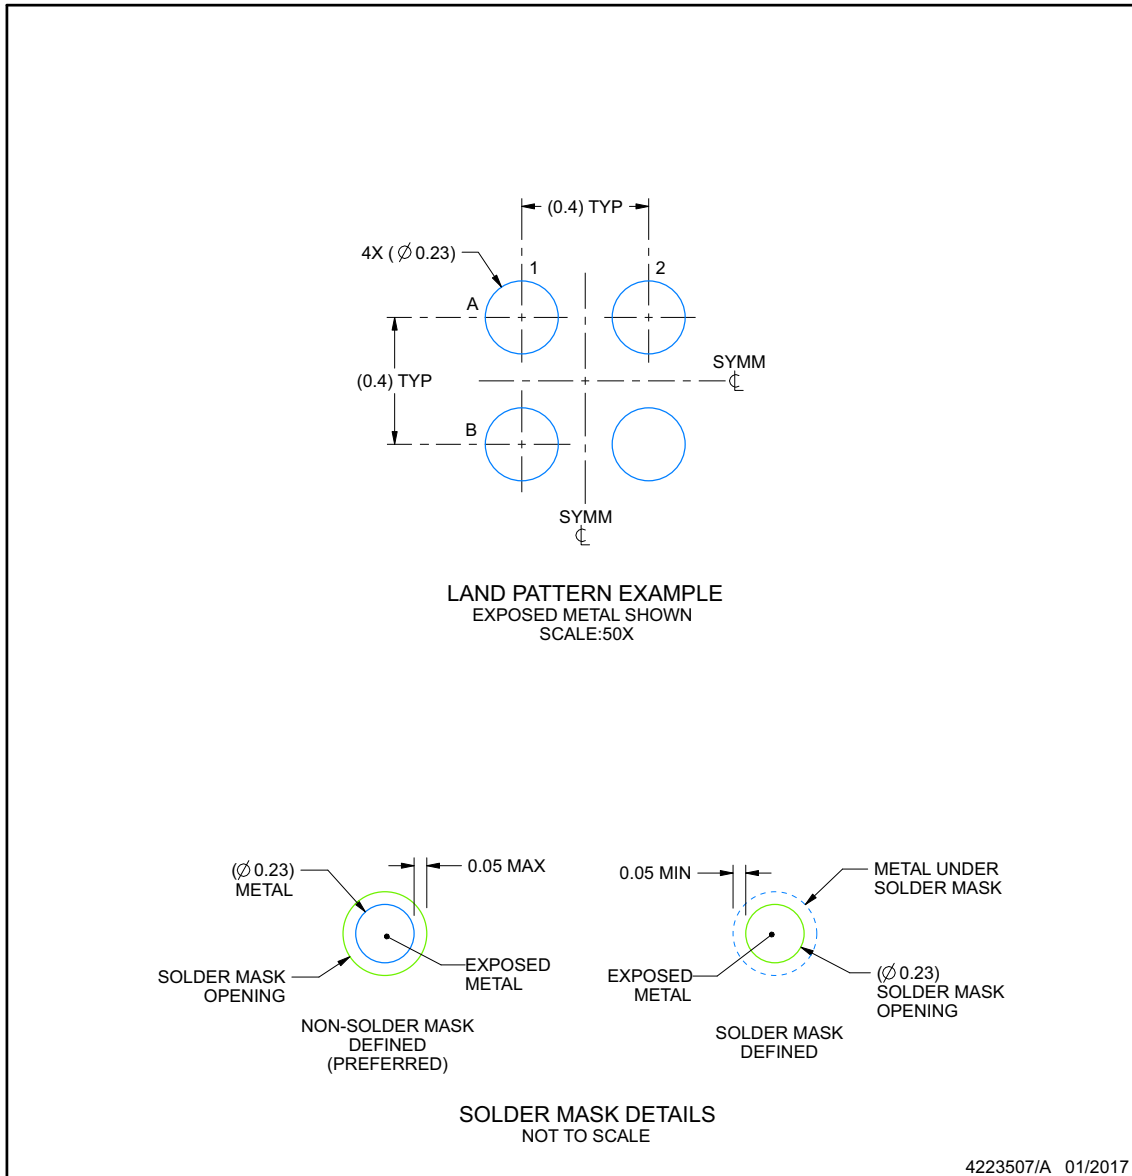 (0.4) TYP
4X ( ∅ 0.23)
1
2
A
SYMM
℄
(0.4) TYP
B
SYMM
℄
LAND PATTERN EXAMPLE
EXPOSED METAL SHOWN
SCALE:50X
(∅ 0.23)
METAL
0.05 MAX
SOLDER MASK
OPENING
EXPOSED
METAL
NON-SOLDER MASK
DEFINED
(PREFERRED)
0.05 MIN
METAL UNDER
SOLDER MASK
EXPOSED
METAL
(∅ 0.23)
SOLDER MASK
OPENING
SOLDER MASK
DEFINED
SOLDER MASK DETAILS
NOT TO SCALE
4223507/A 01/2017